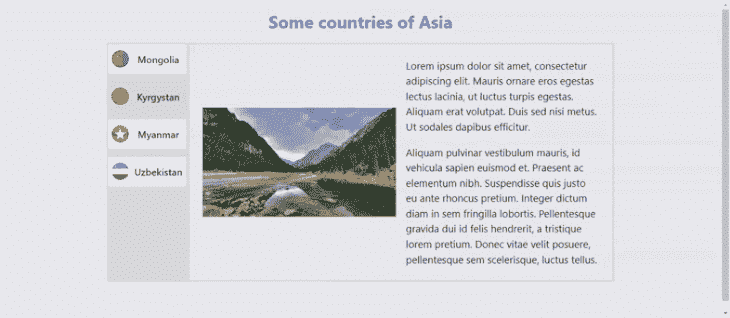 Some countries of Asia
Mongolia
Kyrgystan
Myanmar
Uzbekistan
Lorem ipsum dolor sit amet, consectetur
adipiscing elit. Mauris ornare eros egestas
lectus lacinia, ut luctus turpis egestas.
Aliquam erat volutpat. Duis sed nisi metus.
Ut sodales dapibus efficitur.
Aliquam pulvinar vestibulum mauris, id
vehicula sapien euismod et. Praesent ac
elementum nibh. Suspendisse quis justo
eu ante rhoncus pretium. Integer dictum
diam in sem fringilla lobortis. Pellentesque
gravida dui id felis hendrerit, a tristique
lorem pretium. Donec vitae velit posuere,
pellentesque sem scelerisque, luctus tellus.